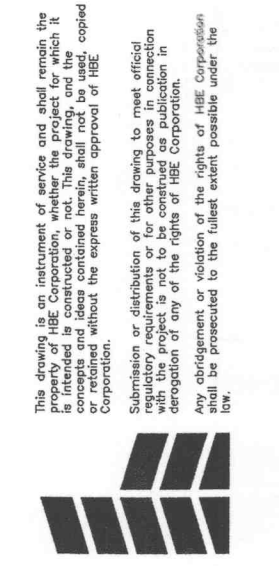 This drawing is an instrument of service and shall remain the
property of HBE Corporation, whether the project for which it
is intended is constructed or not. This drawing, and the
concepts and ideas contained herein, shall not be used, copied
or retained without the express written approval of HBE
Corporation.
Submission or distribution of this drawing to meet official
regulatory requirements or for other purposes in connection
with the project is not to be construed as publication in
derogation of any of the rights of HBE Corporation.
Any abridgement or violation of the rights of HBE Corporation
shall be prosecuted to the fullest extent possible under the
law.